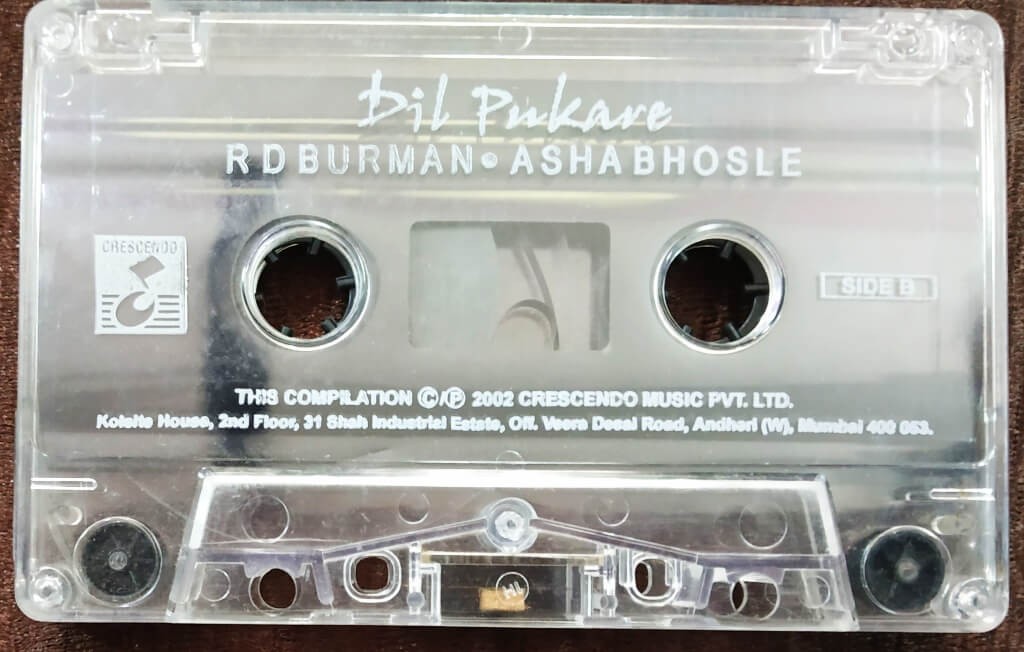 Dil Pukare
R D BURMAN • ASHA BHOSLE
CRESCENDO
SIDE B
THIS COMPILATION Ⓒ/Ⓟ 2002 CRESCENDO MUSIC PVT. LTD.
Kolsite House, 2nd Floor, 31 Shah Industrial Estate, Off. Veera Desai Road, Andheri (W), Mumbai 400 053.